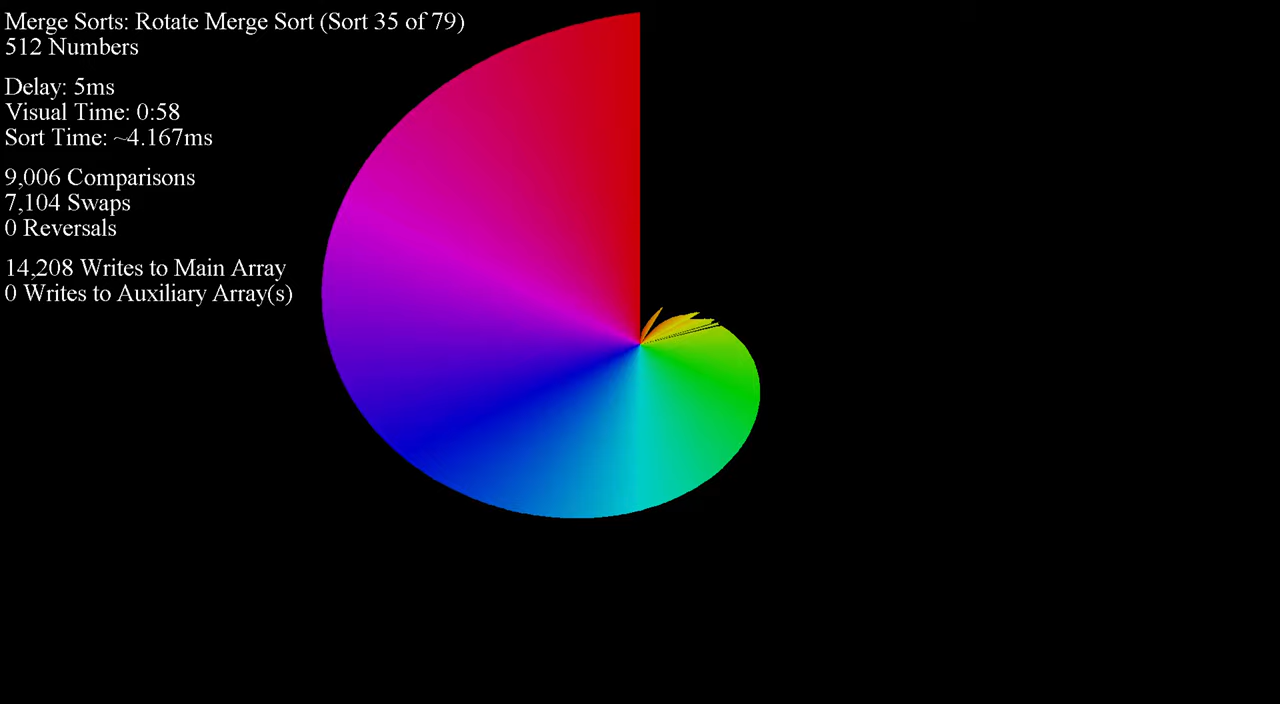 Merge Sorts: Rotate Merge Sort (Sort 35 of 79)
512 Numbers
Delay: 5ms
Visual Time: 0:58
Sort Time: ~4.167ms
9,006 Comparisons
7,104 Swaps
0 Reversals
14,208 Writes to Main Array
0 Writes to Auxiliary Array(s)